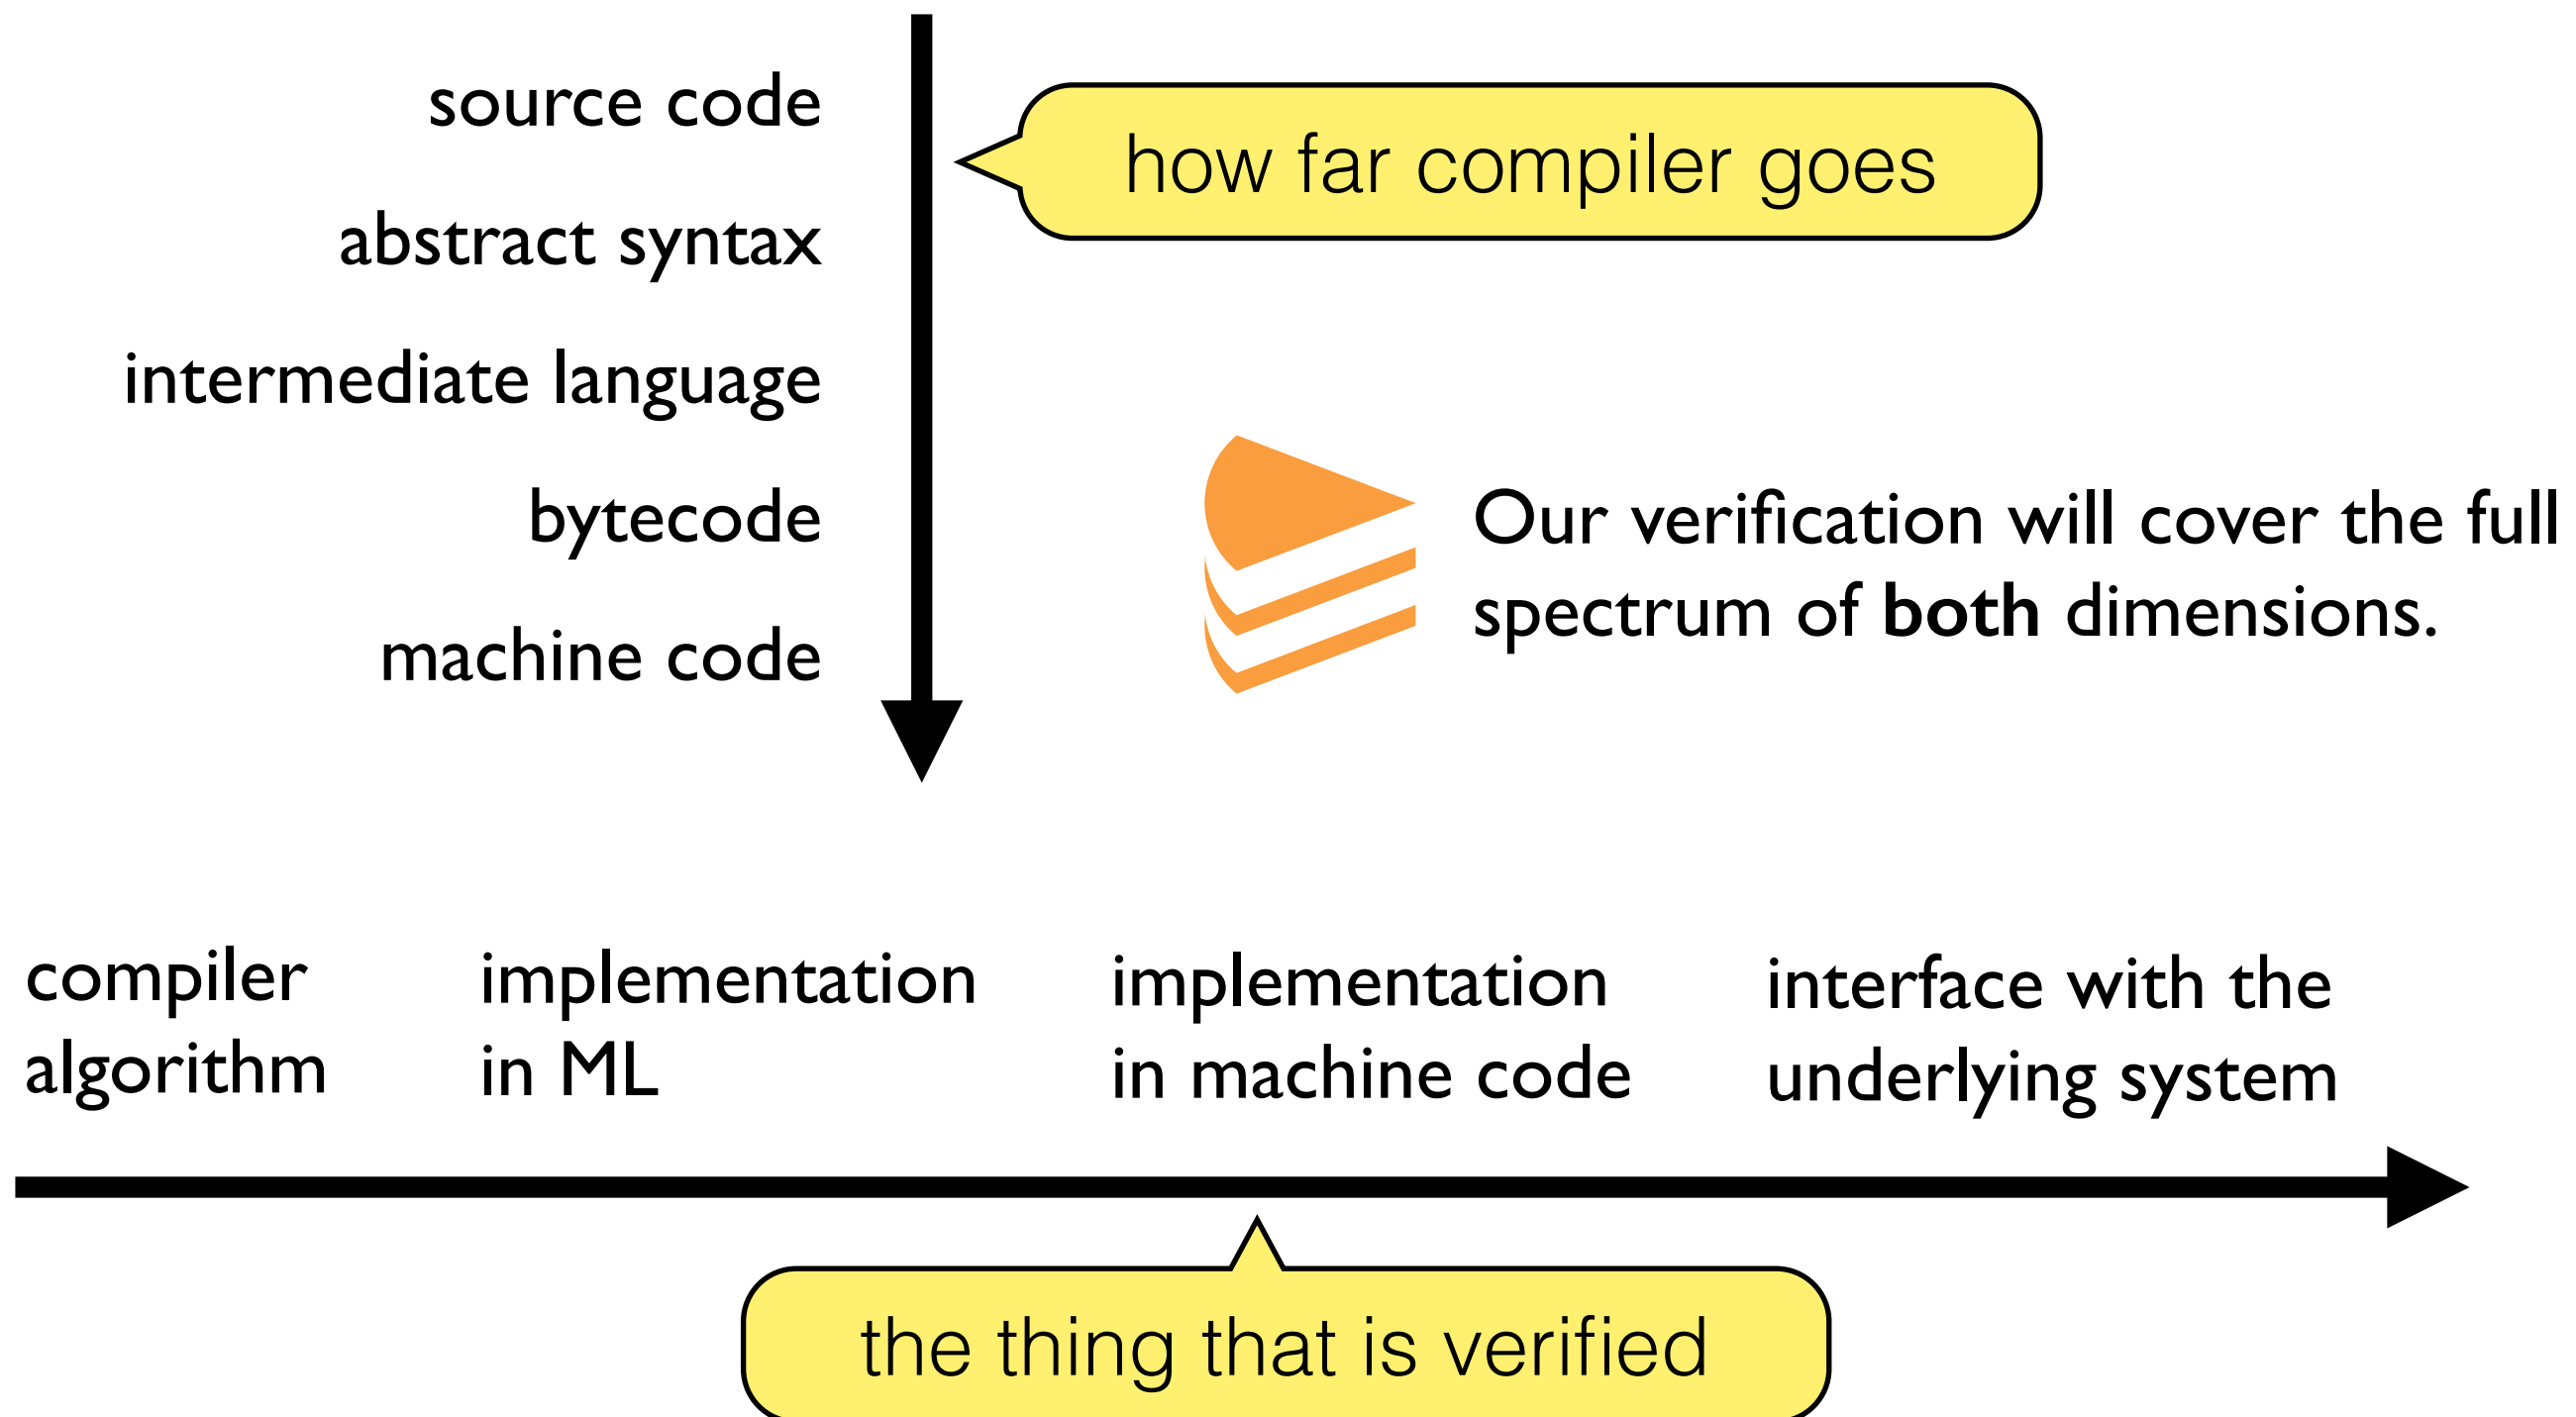 source code
how far compiler goes
abstract syntax
intermediate language
bytecode
machine code
Our verification will cover the full
spectrum of both dimensions.
compiler
algorithm
implementation
in ML
implementation
in machine code
interface with the
underlying system
the thing that is verified